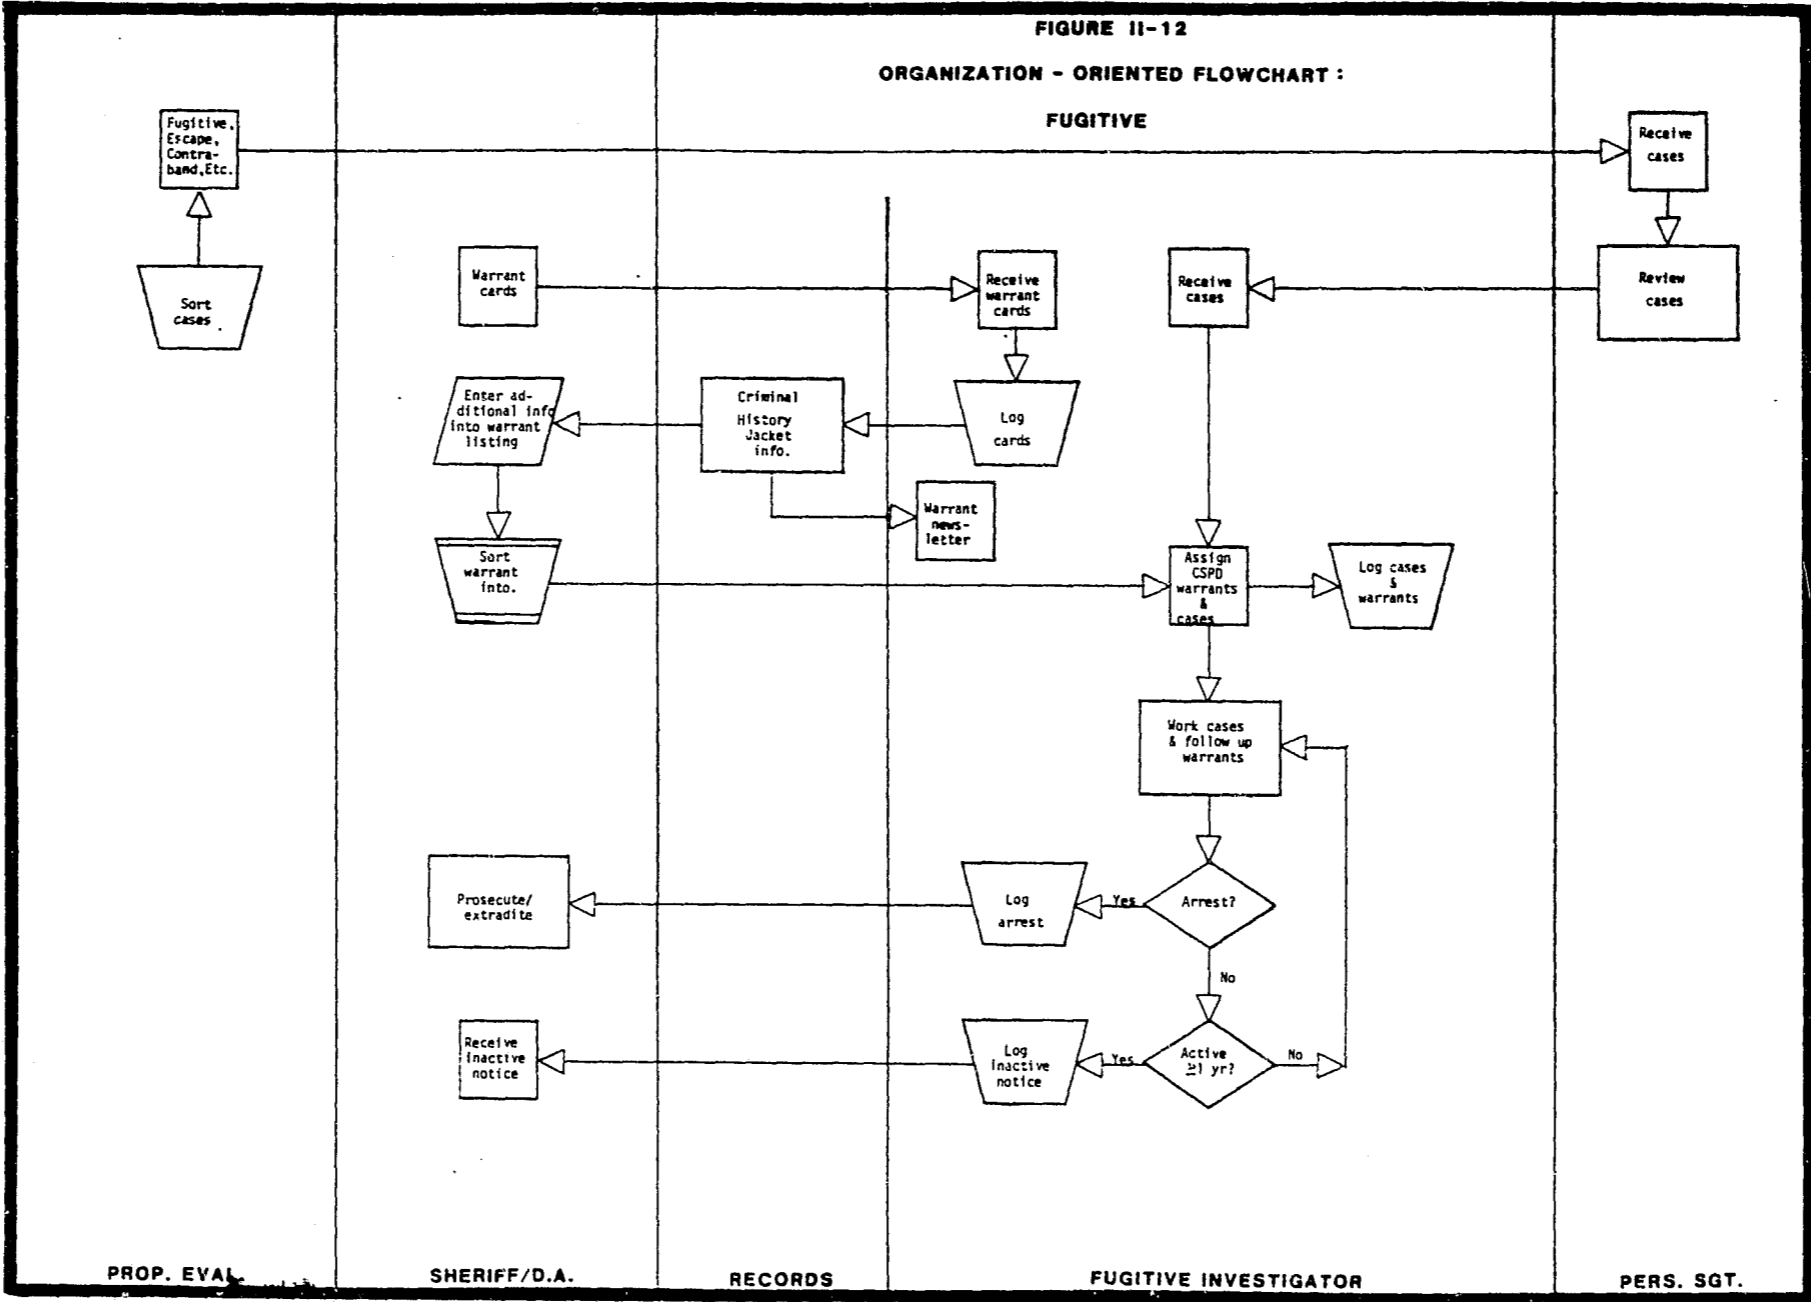 FIGURE II-12
ORGANIZATION - ORIENTED FLOWCHART :
FUGITIVE
Fugitive,
Escape,
Contra-
band,Etc.
Receive
cases
Sort
cases
Warrant
cards
Receive
warrant
cards
Receive
cases
Review
cases
Enter ad-
ditional info
into warrant
listing
Criminal
History
Jacket
info.
Log
cards
Warrant
news-
letter
Sort
warrant
into.
Assign
CSPD
warrants
&
cases
Log cases
&
warrants
Work cases
& follow up
warrants
Prosecute/
extradite
Log
arrest
Yes
Arrest?
No
Receive
inactive
notice
Log
inactive
notice
Yes
Active
≥1 yr?
No
PROP. EVAL.
SHERIFF/D.A.
RECORDS
FUGITIVE INVESTIGATOR
PERS. SGT.